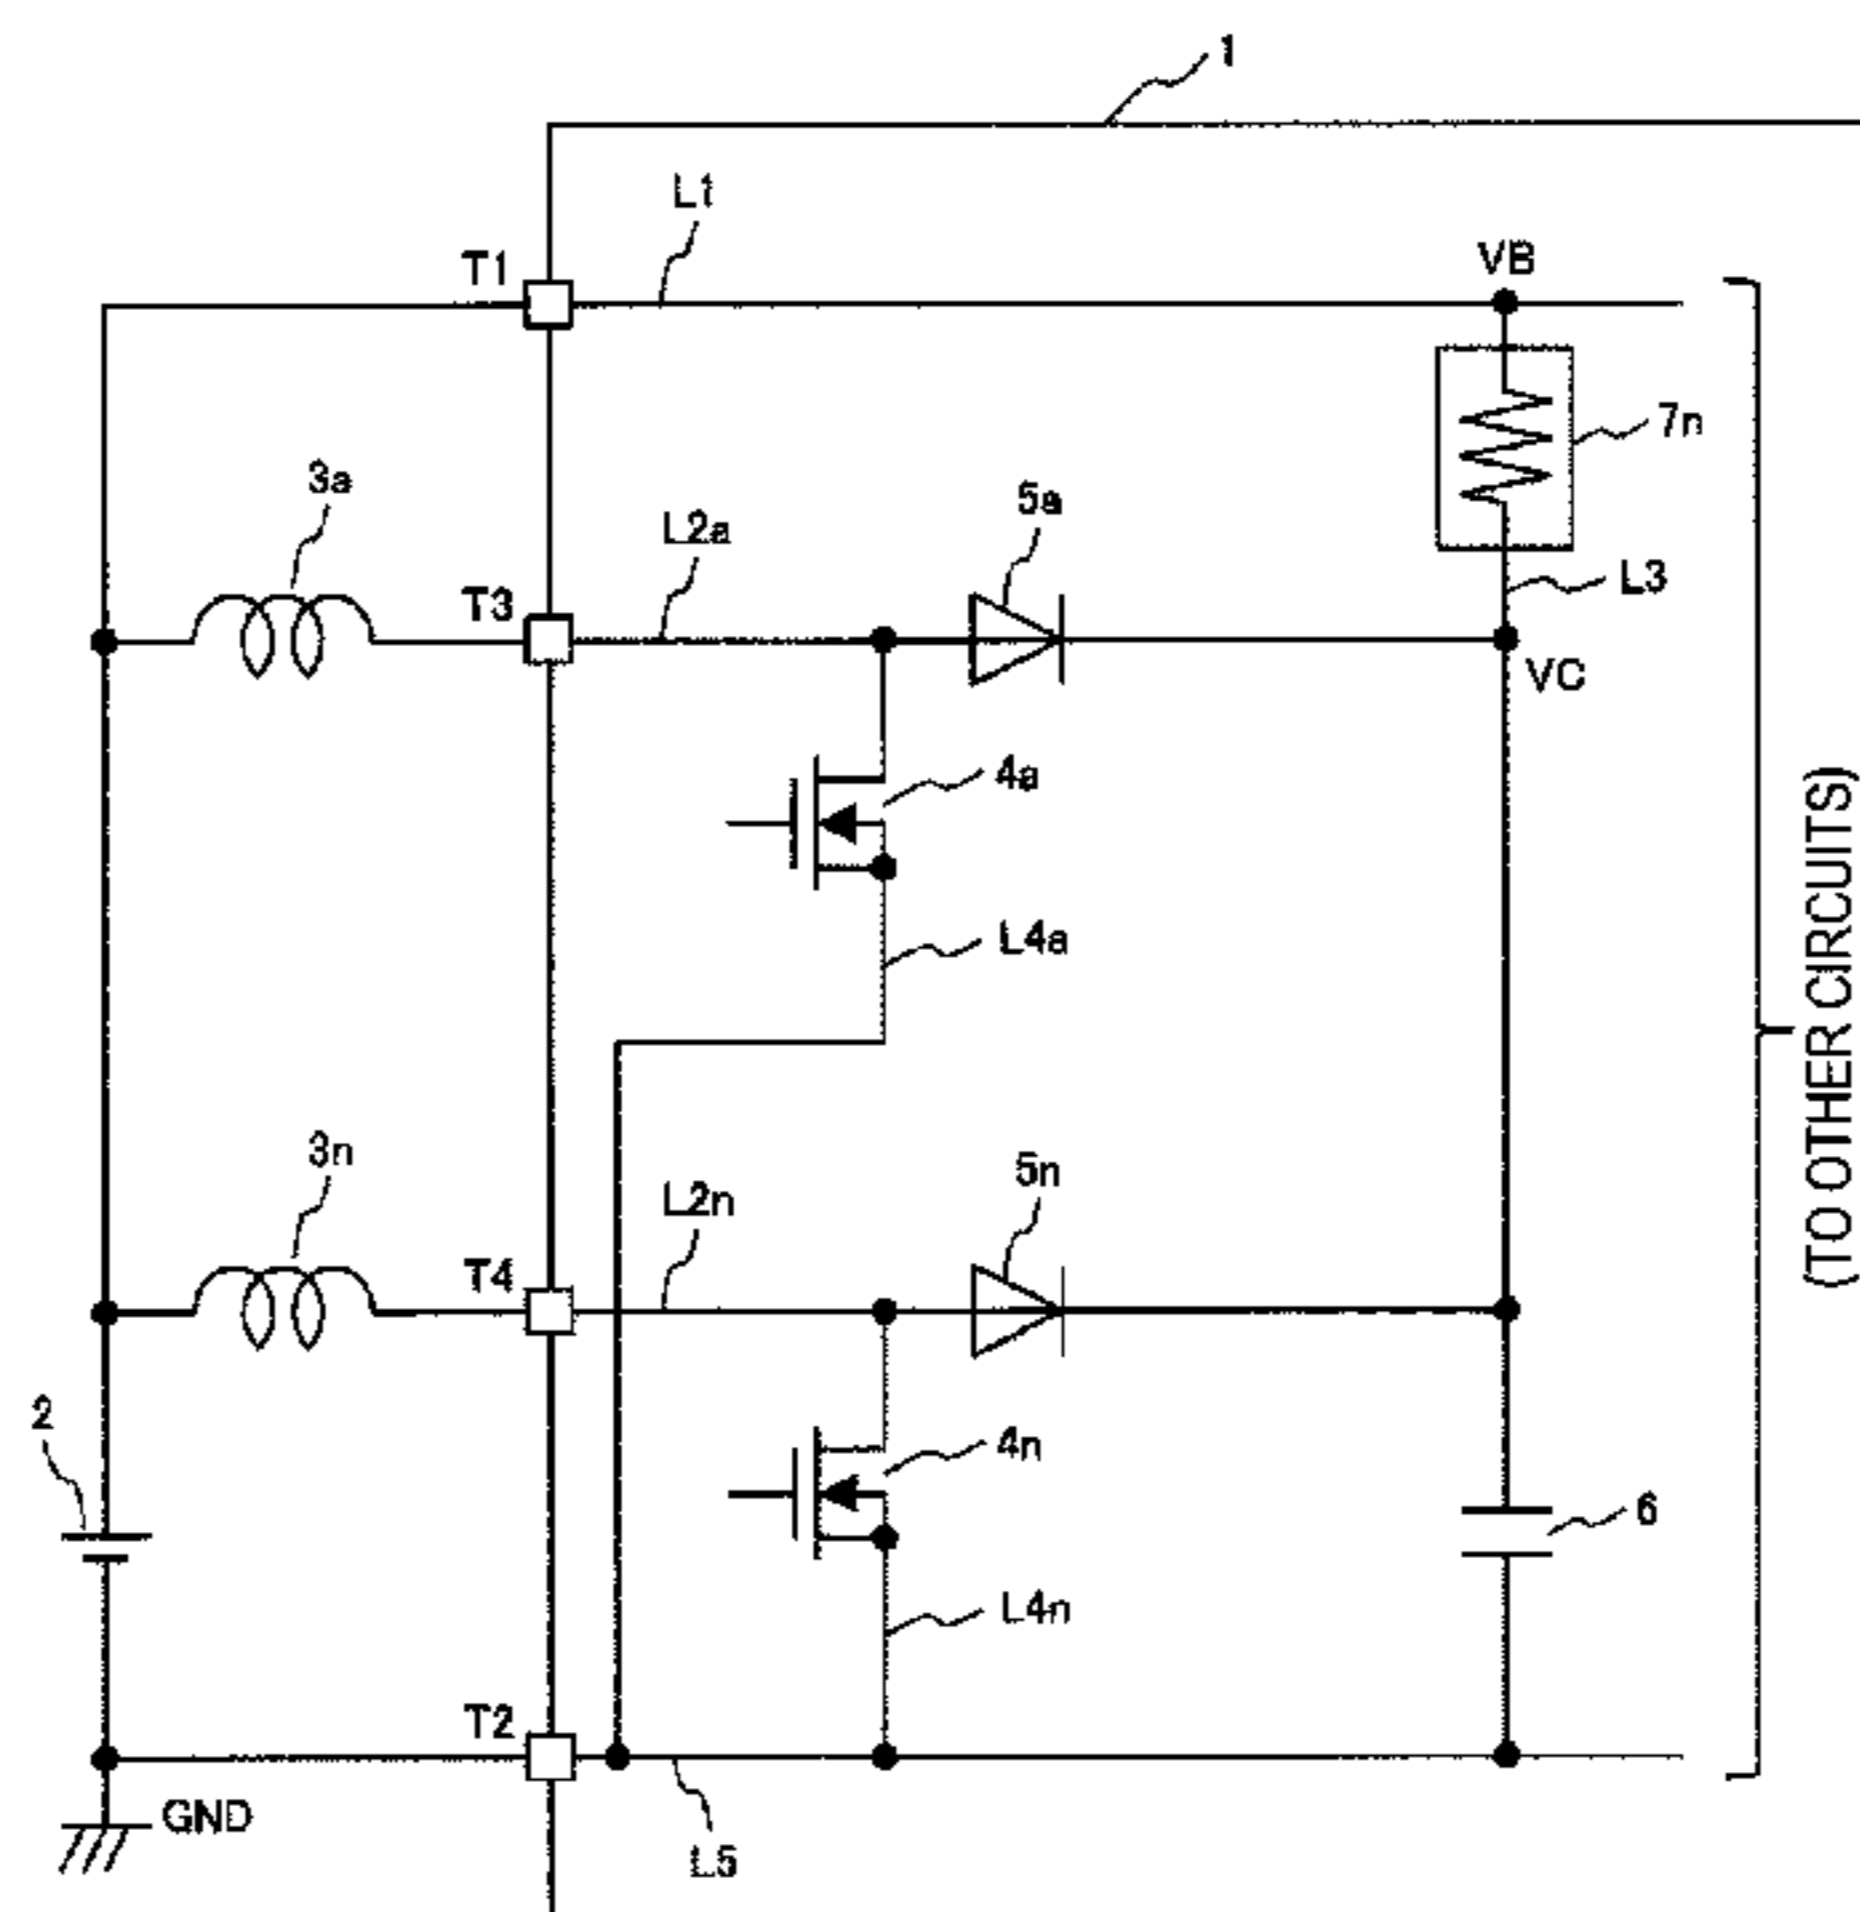 1
L1
T1
VB
7n
3a
L2a
5a
T3
L3
VC
4a
L4a
(TO OTHER CIRCUITS)
3n
L2n
5n
T4
2
4n
6
L4n
T2
GND
L5